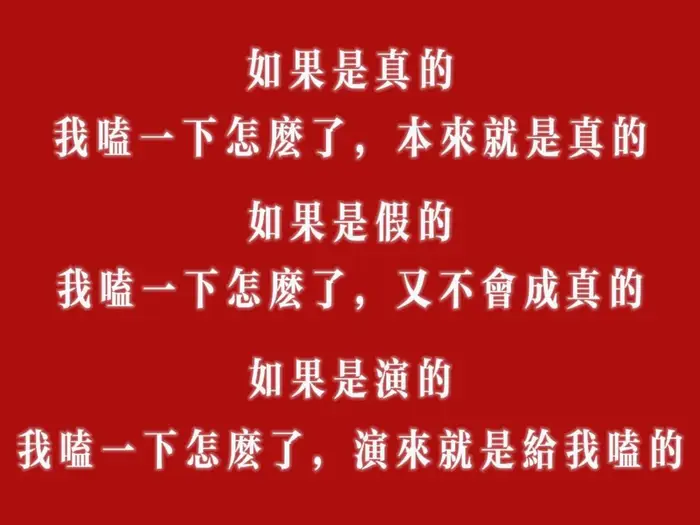 如果是真的
我嗑一下怎麼了，本來就是真的
如果是假的
我嗑一下怎麼了，又不會成真的
如果是演的
我嗑一下怎麼了，演來就是給我嗑的